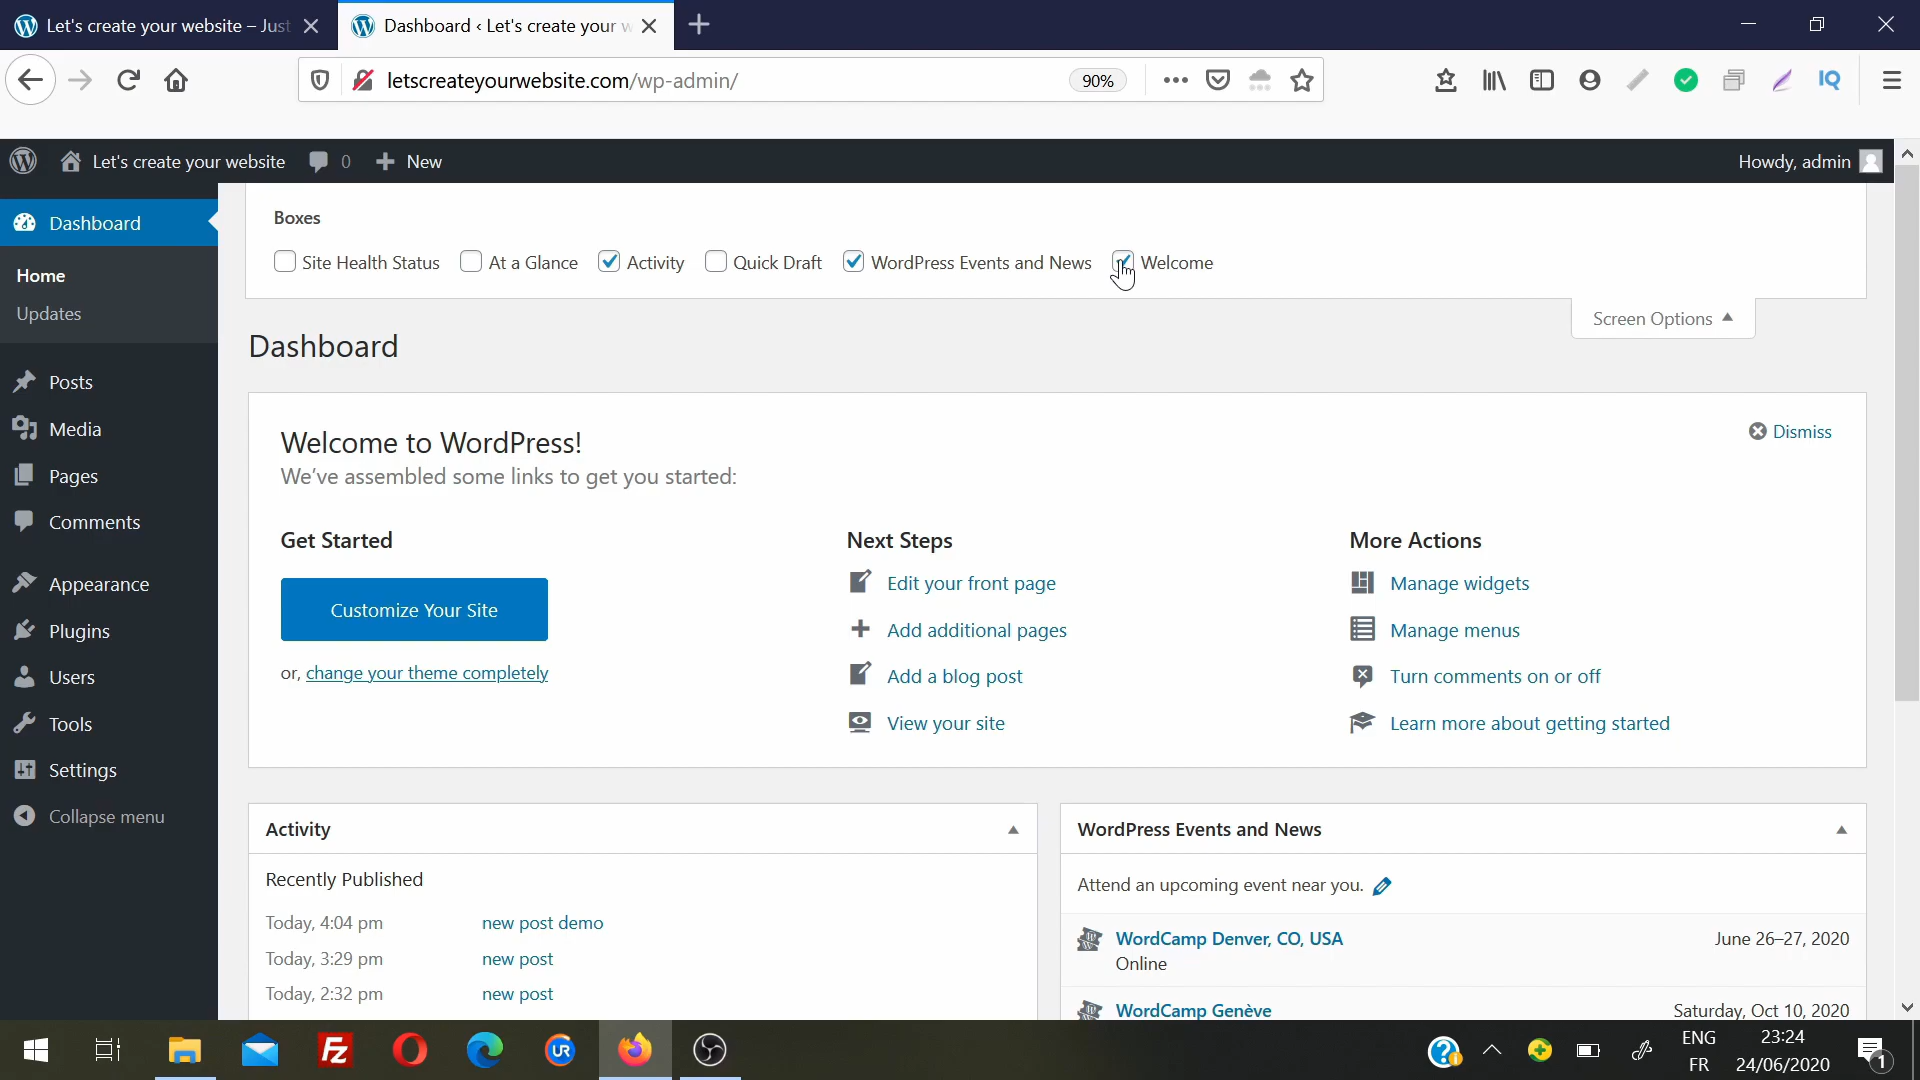 Let's create your website – Just
Dashboard ‹ Let's create your w
letscreateyourwebsite.com/wp-admin/
90%
IQ
Let's create your website
0
New
Howdy, admin
Dashboard
Home
Updates
Posts
Media
Pages
Comments
Appearance
Plugins
Users
Tools
Settings
Collapse menu
Boxes
Site Health Status
At a Glance
Activity
Quick Draft
WordPress Events and News
Welcome
Screen Options
Dashboard
Welcome to WordPress!
Dismiss
We've assembled some links to get you started:
Get Started
Customize Your Site
or, change your theme completely
Next Steps
Edit your front page
Add additional pages
Add a blog post
View your site
More Actions
Manage widgets
Manage menus
Turn comments on or off
Learn more about getting started
Activity
Recently Published
Today, 4:04 pm new post demo
Today, 3:29 pm new post
Today, 2:32 pm new post
WordPress Events and News
Attend an upcoming event near you.
WordCamp Denver, CO, USA June 26–27, 2020
Online
WordCamp Genève Saturday, Oct 10, 2020
Fz
UR
ENG
FR
23:24
24/06/2020
1